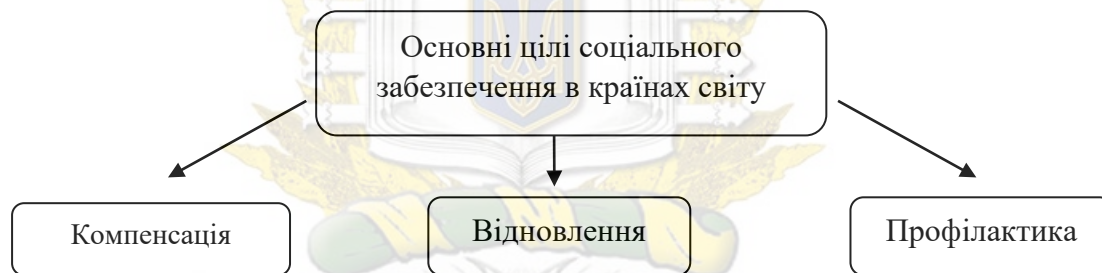 Основні цілі соціального
забезпечення в країнах світу
Компенсація
Відновлення
Профілактика